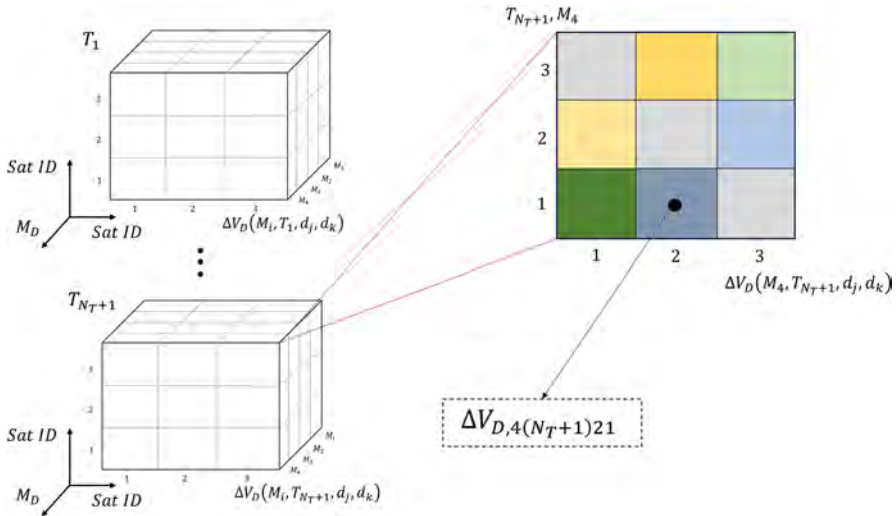 T_1
3
2
1
1 2 3
M_1
M_2
M_3
M_4
Sat ID
M_D
Sat ID
ΔV_D(M_i, T_1, d_j, d_k)
T_{N_T+1}
3
2
1
1 2 3
M_1
M_2
M_3
M_4
Sat ID
M_D
Sat ID
ΔV_D(M_i, T_{N_T+1}, d_j, d_k)
T_{N_T+1}, M_4
3
2
1
1 2 3
ΔV_D(M_4, T_{N_T+1}, d_j, d_k)
ΔV_{D,4(N_T+1)21}